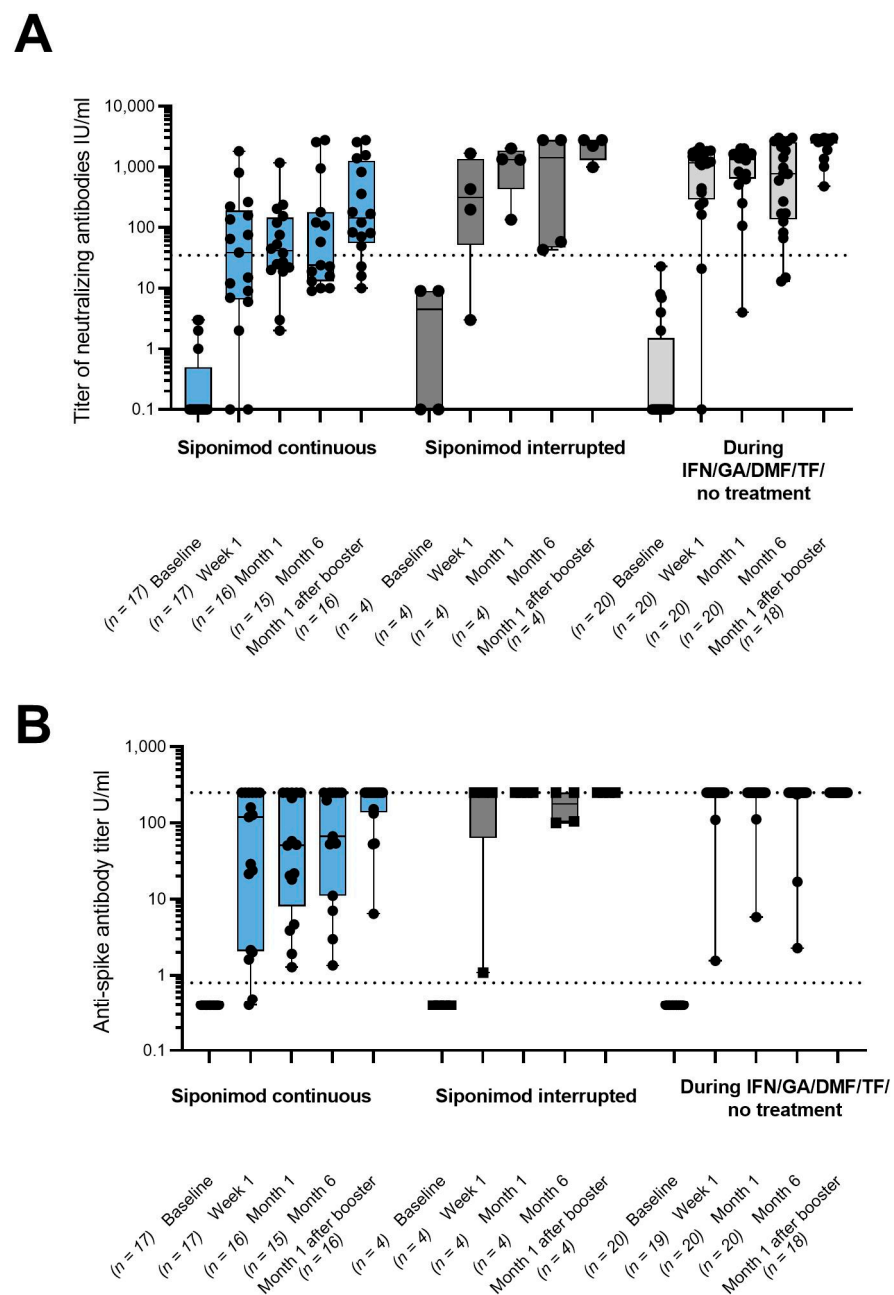 A
Titer of neutralizing antibodies IU/ml
10,000
1,000
100
10
1
0.1
Siponimod continuous
Siponimod interrupted
During
IFN/GA/DMF/TF/
no treatment
(n = 17) Baseline
(n = 17) Week 1
(n = 16) Month 1
(n = 15) Month 6
Month 1 after booster
(n = 16)
(n = 4) Baseline
(n = 4) Week 1
(n = 4) Month 1
(n = 4) Month 6
Month 1 after booster
(n = 4)
(n = 20) Baseline
(n = 20) Week 1
(n = 20) Month 1
(n = 20) Month 6
Month 1 after booster
(n = 18)
B
Anti-spike antibody titer U/ml
1,000
100
10
1
0.1
Siponimod continuous
Siponimod interrupted
During IFN/GA/DMF/TF/
no treatment
(n = 17) Baseline
(n = 17) Week 1
(n = 16) Month 1
(n = 15) Month 6
Month 1 after booster
(n = 16)
(n = 4) Baseline
(n = 4) Week 1
(n = 4) Month 1
(n = 4) Month 6
Month 1 after booster
(n = 4)
(n = 20) Baseline
(n = 19) Week 1
(n = 20) Month 1
(n = 20) Month 6
Month 1 after booster
(n = 18)